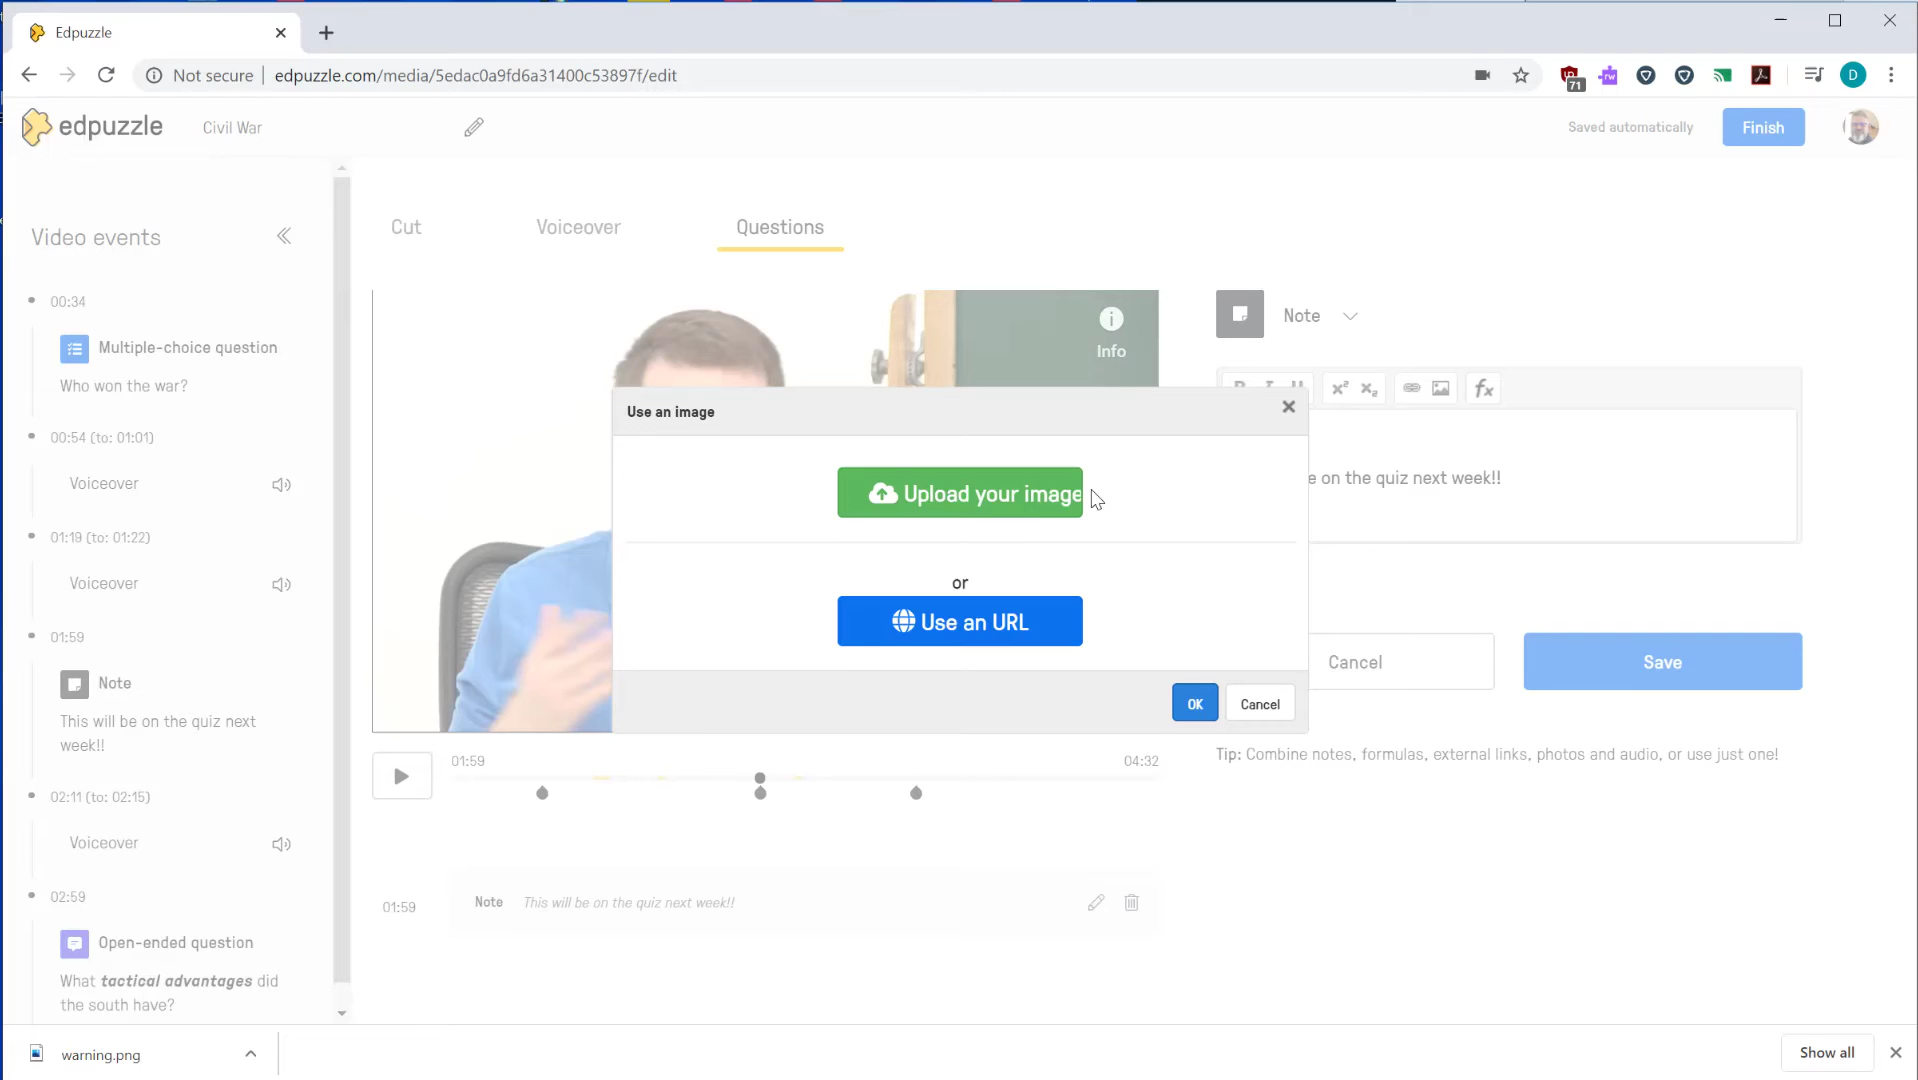 Edpuzzle
Not secure
edpuzzle.com/media/5edac0a9fd6a31400c53897f/edit
71
rw
D
edpuzzle
Civil War
Saved automatically
Finish
Video events
Cut
Voiceover
Questions
00:34
Multiple-choice question
Who won the war?
00:54 (to: 01:01)
Voiceover
01:19 (to: 01:22)
Voiceover
01:59
Note
This will be on the quiz next
week!!
02:11 (to: 02:15)
Voiceover
02:59
Open-ended question
What tactical advantages did
the south have?
Info
Note
x² x₂
fx
e on the quiz next week!!
Use an image
Upload your image
or
Use an URL
OK
Cancel
Cancel
Save
01:59
04:32
Tip: Combine notes, formulas, external links, photos and audio, or use just one!
01:59
Note
This will be on the quiz next week!!
warning.png
Show all